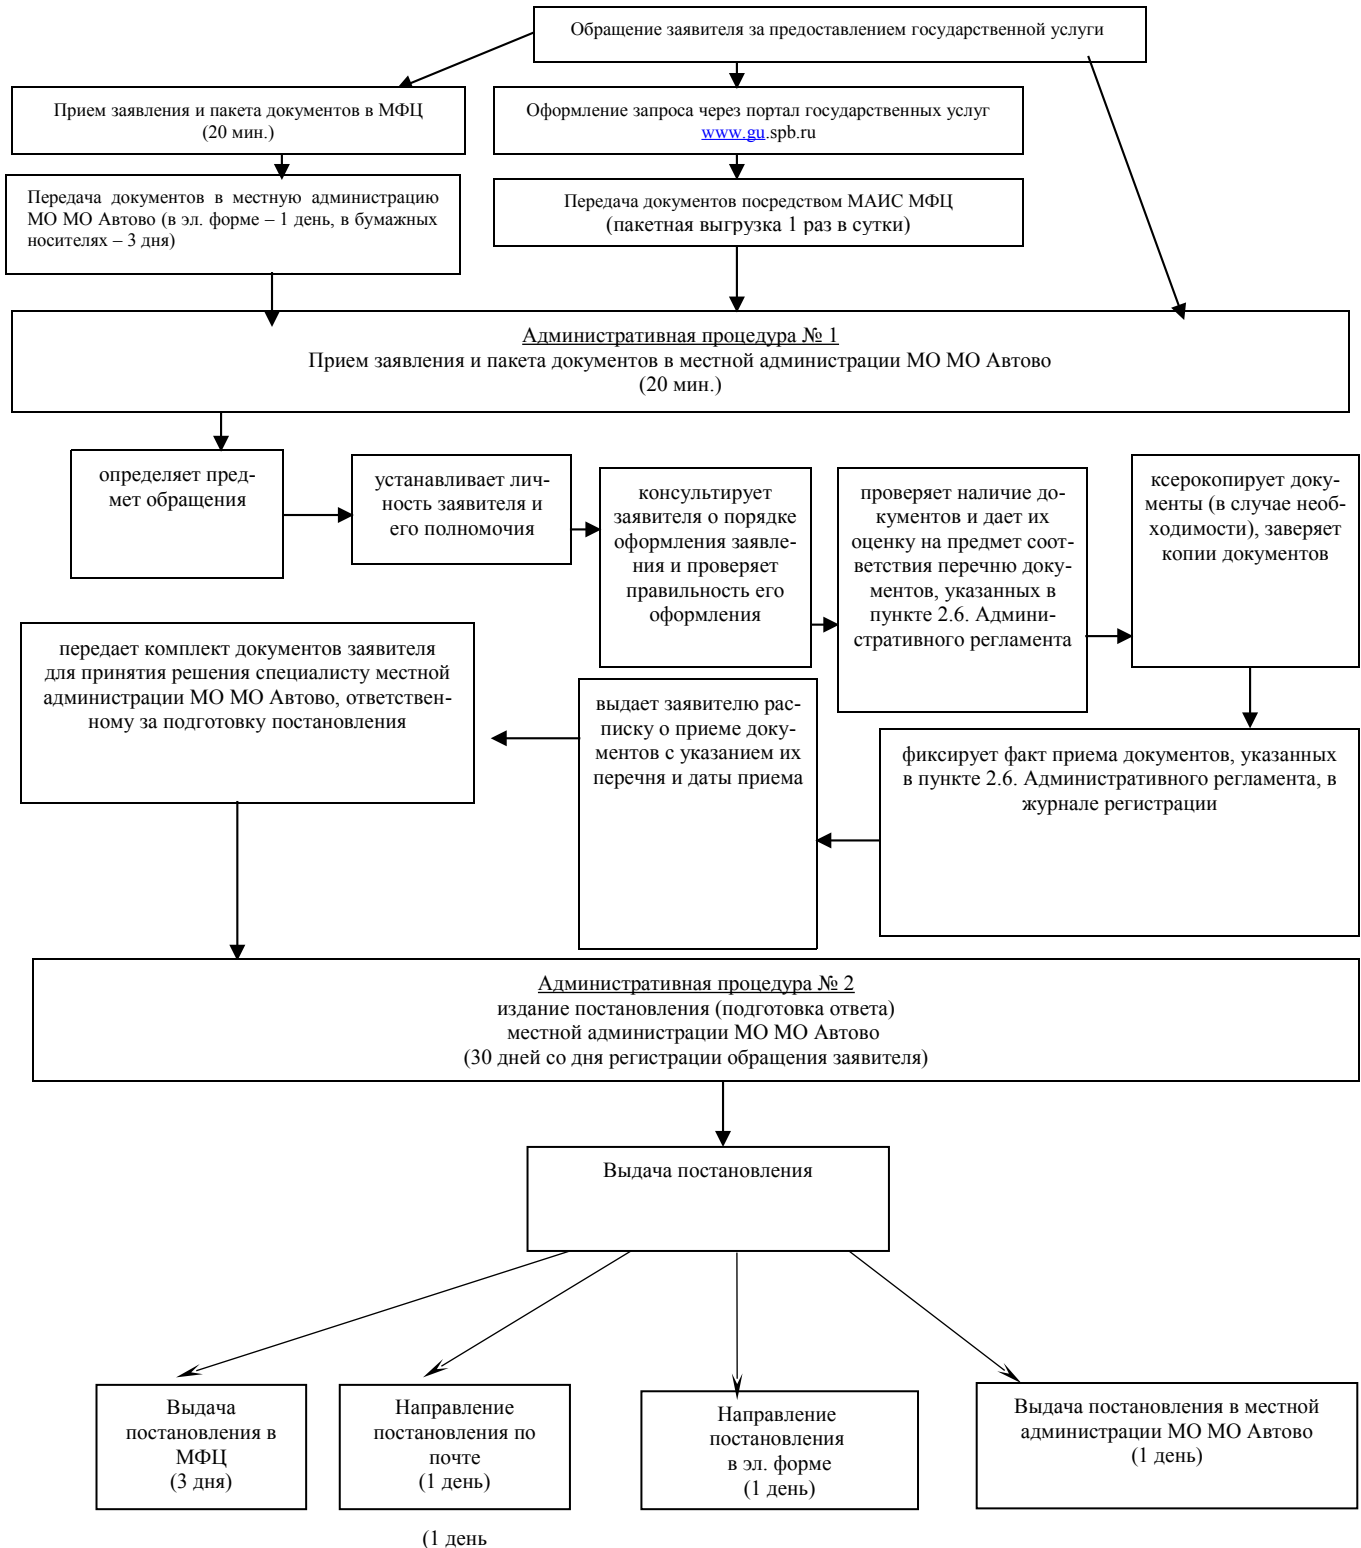 Обращение заявителя за предоставлением государственной услуги
Прием заявления и пакета документов в МФЦ
(20 мин.)
Оформление запроса через портал государственных услуг
www.gu.spb.ru
Передача документов в местную администрацию
МО МО Автово (в эл. форме – 1 день, в бумажных
носителях – 3 дня)
Передача документов посредством МАИС МФЦ
(пакетная выгрузка 1 раз в сутки)
Административная процедура № 1
Прием заявления и пакета документов в местной администрации МО МО Автово
(20 мин.)
определяет пред-
мет обращения
устанавливает лич-
ность заявителя и
его полномочия
консультирует
заявителя о порядке
оформления заявле-
ния и проверяет
правильность его
оформления
проверяет наличие до-
кументов и дает их
оценку на предмет соот-
ветствия перечню доку-
ментов, указанных в
пункте 2.6. Админи-
стративного регламента
ксерокопирует доку-
менты (в случае необ-
ходимости), заверяет
копии документов
передает комплект документов заявителя
для принятия решения специалисту местной
администрации МО МО Автово, ответствен-
ному за подготовку постановления
выдает заявителю рас-
писку о приеме доку-
ментов с указанием их
перечня и даты приема
фиксирует факт приема документов, указанных
в пункте 2.6. Административного регламента, в
журнале регистрации
Административная процедура № 2
издание постановления (подготовка ответа)
местной администрации МО МО Автово
(30 дней со дня регистрации обращения заявителя)
Выдача постановления
Выдача
постановления в
МФЦ
(3 дня)
Направление
постановления по
почте
(1 день)
Направление
постановления
в эл. форме
(1 день)
Выдача постановления в местной
администрации МО МО Автово
(1 день)
(1 день